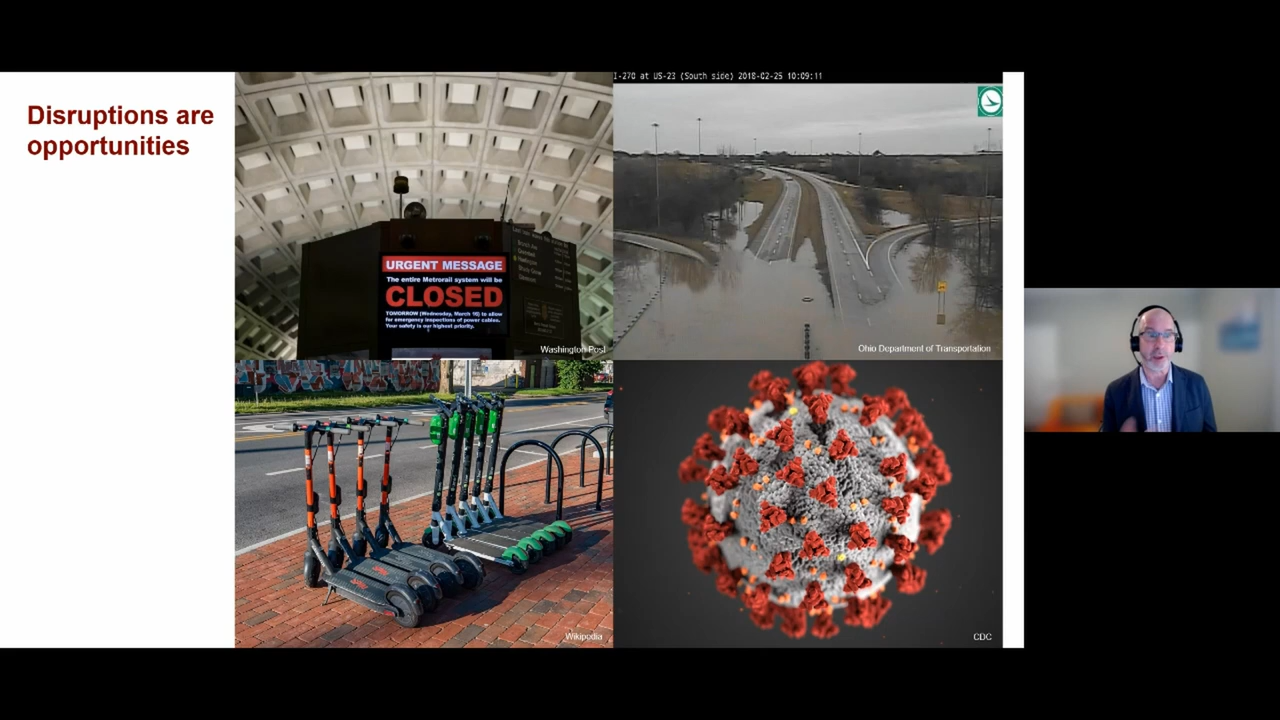 Disruptions are
opportunities
URGENT MESSAGE
The entire Metrorail system will be
CLOSED
TOMORROW (Wednesday, March 16) to allow
for emergency inspections of power cables.
Your safety is our highest priority.
Washington Post
I-270 at US-23 (South side) 2018-02-25 10:09:11
Ohio Department of Transportation
Wikipedia
CDC